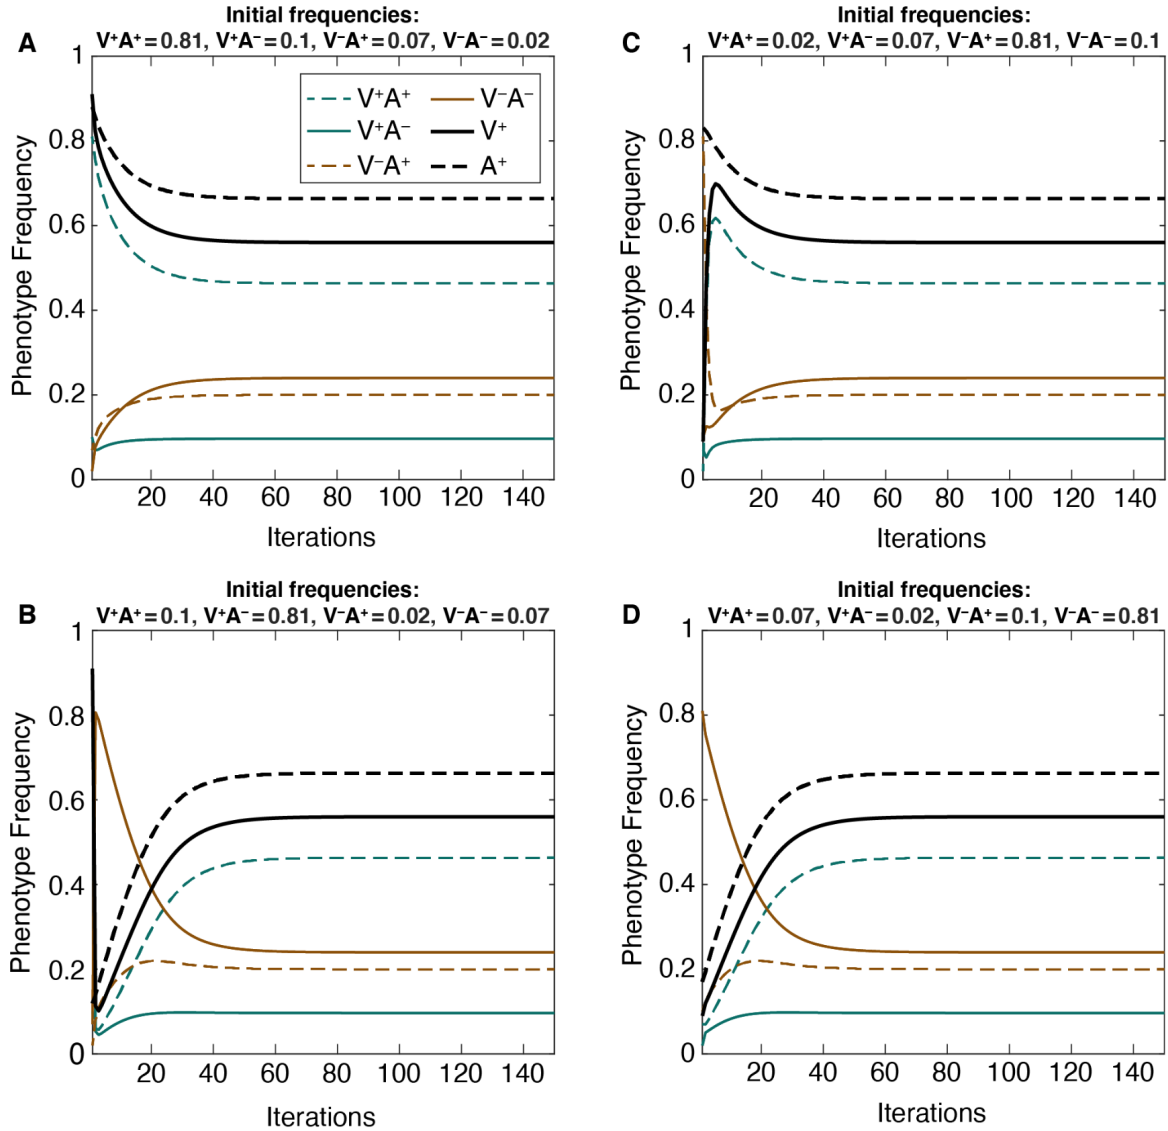 A
Initial frequencies:
V⁺A⁺ = 0.81, V⁺A⁻ = 0.1, V⁻A⁺ = 0.07, V⁻A⁻ = 0.02
1
0.8
0.6
0.4
0.2
0
Phenotype Frequency
V⁺A⁺
V⁺A⁻
V⁻A⁺
V⁻A⁻
V⁺
A⁺
20 40 60 80 100 120 140
Iterations
C
Initial frequencies:
V⁺A⁺ = 0.02, V⁺A⁻ = 0.07, V⁻A⁺ = 0.81, V⁻A⁻ = 0.1
1
0.8
0.6
0.4
0.2
0
Phenotype Frequency
20 40 60 80 100 120 140
Iterations
B
Initial frequencies:
V⁺A⁺ = 0.1, V⁺A⁻ = 0.81, V⁻A⁺ = 0.02, V⁻A⁻ = 0.07
1
0.8
0.6
0.4
0.2
0
Phenotype Frequency
20 40 60 80 100 120 140
Iterations
D
Initial frequencies:
V⁺A⁺ = 0.07, V⁺A⁻ = 0.02, V⁻A⁺ = 0.1, V⁻A⁻ = 0.81
1
0.8
0.6
0.4
0.2
0
Phenotype Frequency
20 40 60 80 100 120 140
Iterations